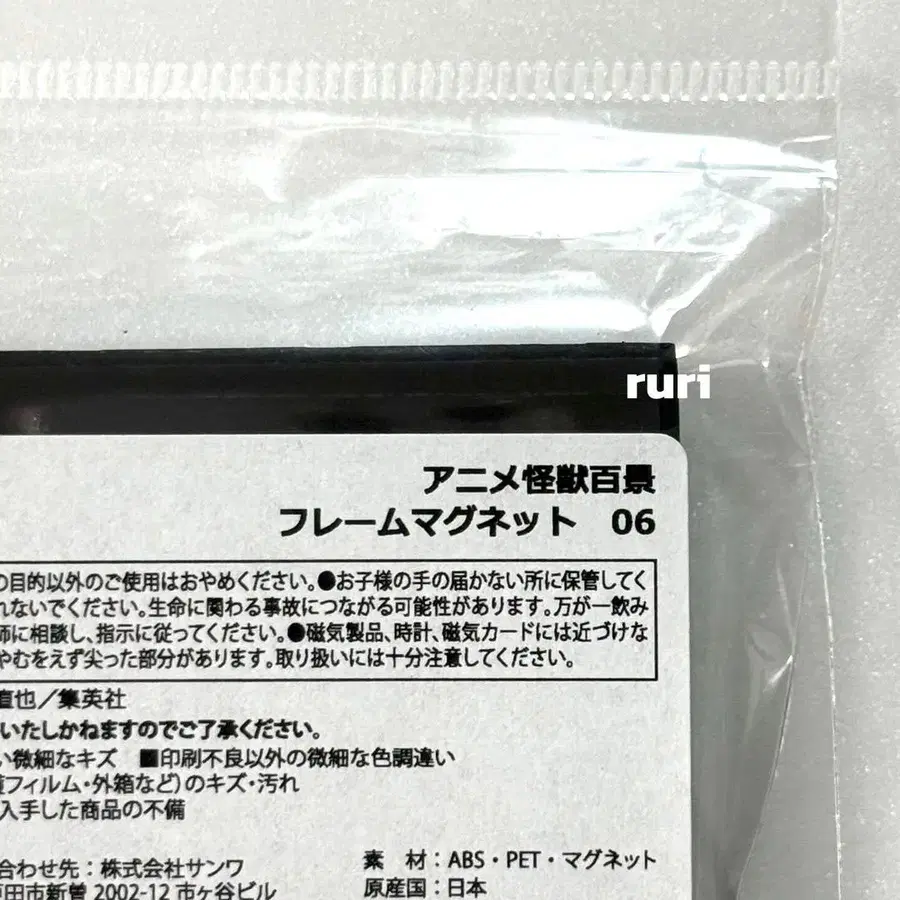 ruri
アニメ怪獣百景
フレームマグネット 06
の目的以外のご使用はおやめください。●お子様の手の届かない所に保管してく
れないでください。生命に関わる事故につながる可能性があります。万が一飲み
師に相談し、指示に従ってください。●磁気製品、時計、磁気カードには近づけな
やむをえず尖った部分があります。取り扱いには十分注意してください。
直也／集英社
いたしかねますのでご了承ください。
い微細なキズ ■印刷不良以外の微細な色調違い
フィルム・外箱など)のキズ・汚れ
入手した商品の不備
合わせ先：株式会社サンワ
戸田市新曽 2002-12 市ヶ谷ビル
素 材：ABS・PET・マグネット
原産国：日本